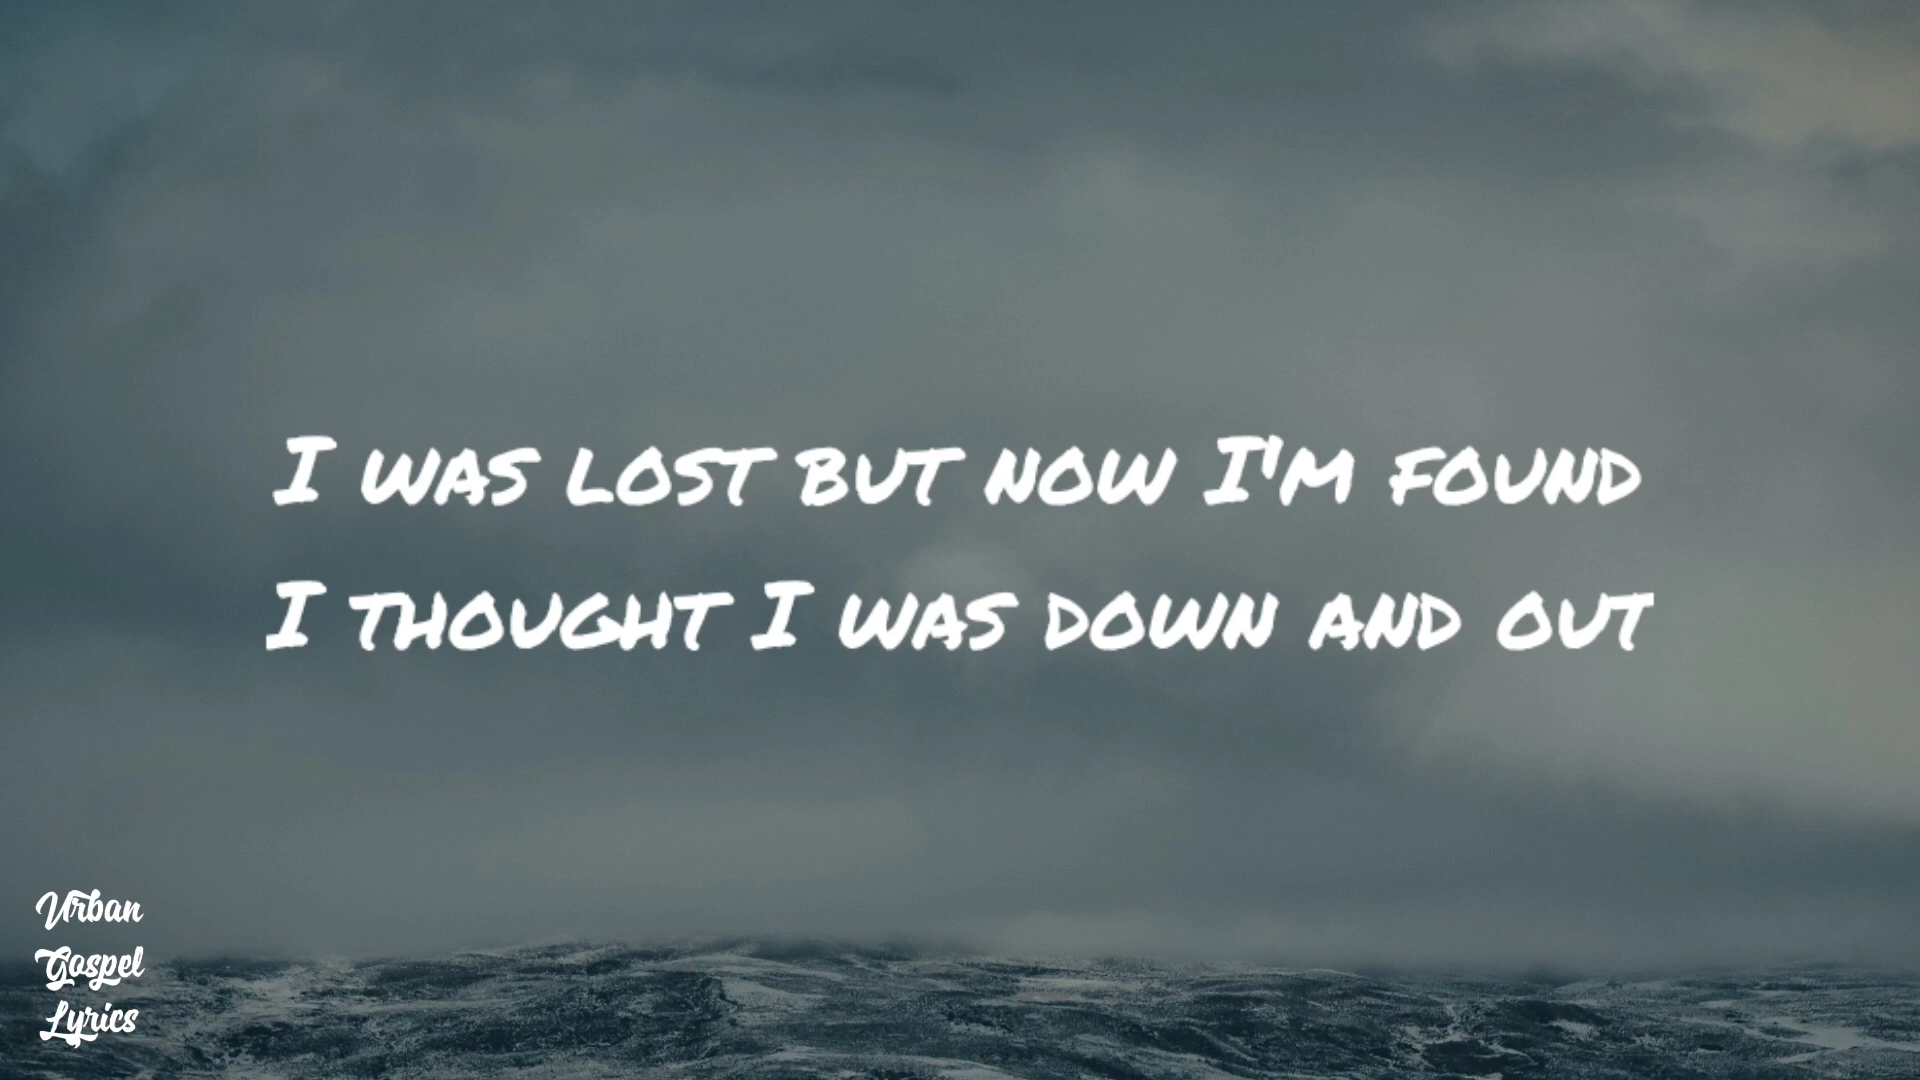 I was lost but now I'm found
I thought I was down and out
Urban
Gospel
Lyrics